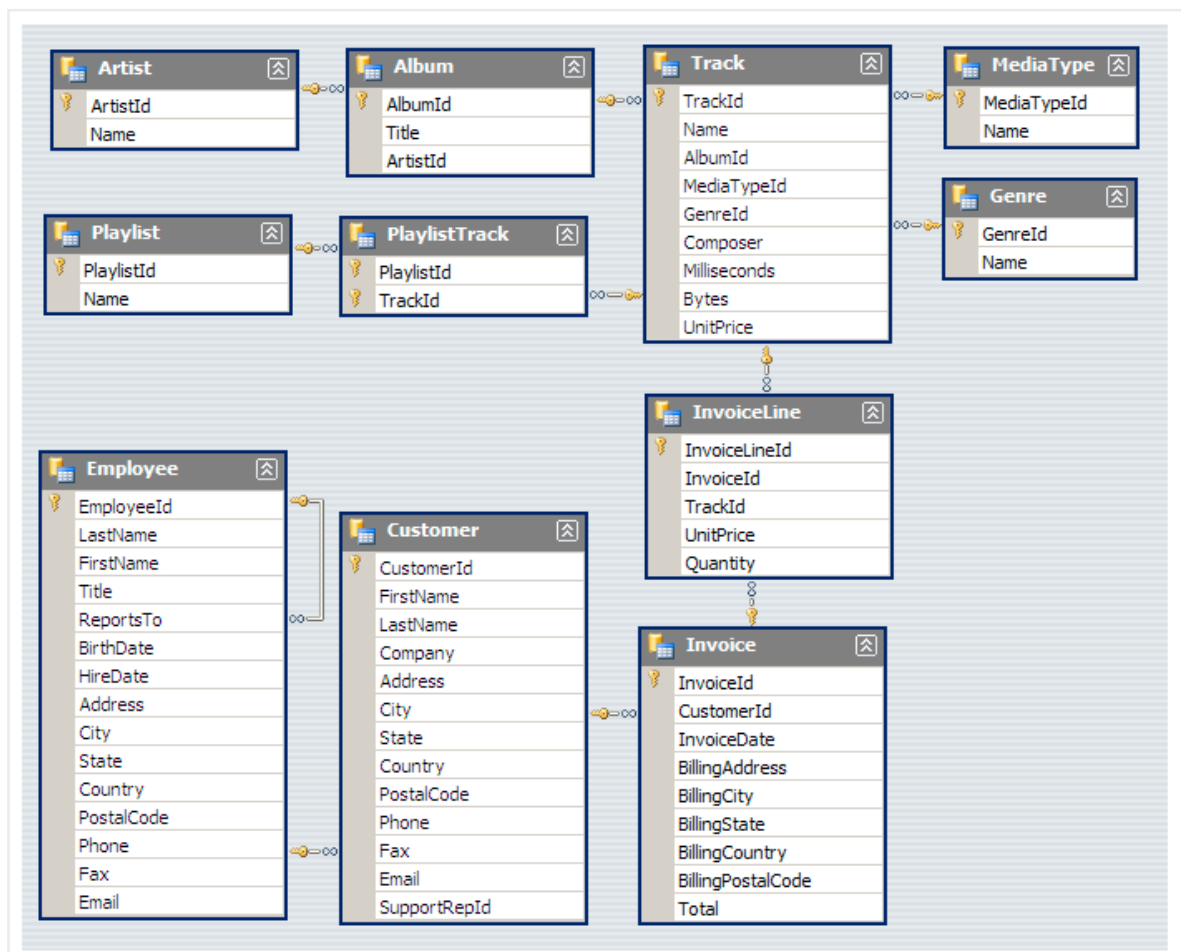 Artist
ArtistId
Name
Album
AlbumId
Title
ArtistId
Track
TrackId
Name
AlbumId
MediaTypeId
GenreId
Composer
Milliseconds
Bytes
UnitPrice
MediaType
MediaTypeId
Name
Genre
GenreId
Name
Playlist
PlaylistId
Name
PlaylistTrack
PlaylistId
TrackId
InvoiceLine
InvoiceLineId
InvoiceId
TrackId
UnitPrice
Quantity
Employee
EmployeeId
LastName
FirstName
Title
ReportsTo
BirthDate
HireDate
Address
City
State
Country
PostalCode
Phone
Fax
Email
Customer
CustomerId
FirstName
LastName
Company
Address
City
State
Country
PostalCode
Phone
Fax
Email
SupportRepId
Invoice
InvoiceId
CustomerId
InvoiceDate
BillingAddress
BillingCity
BillingState
BillingCountry
BillingPostalCode
Total